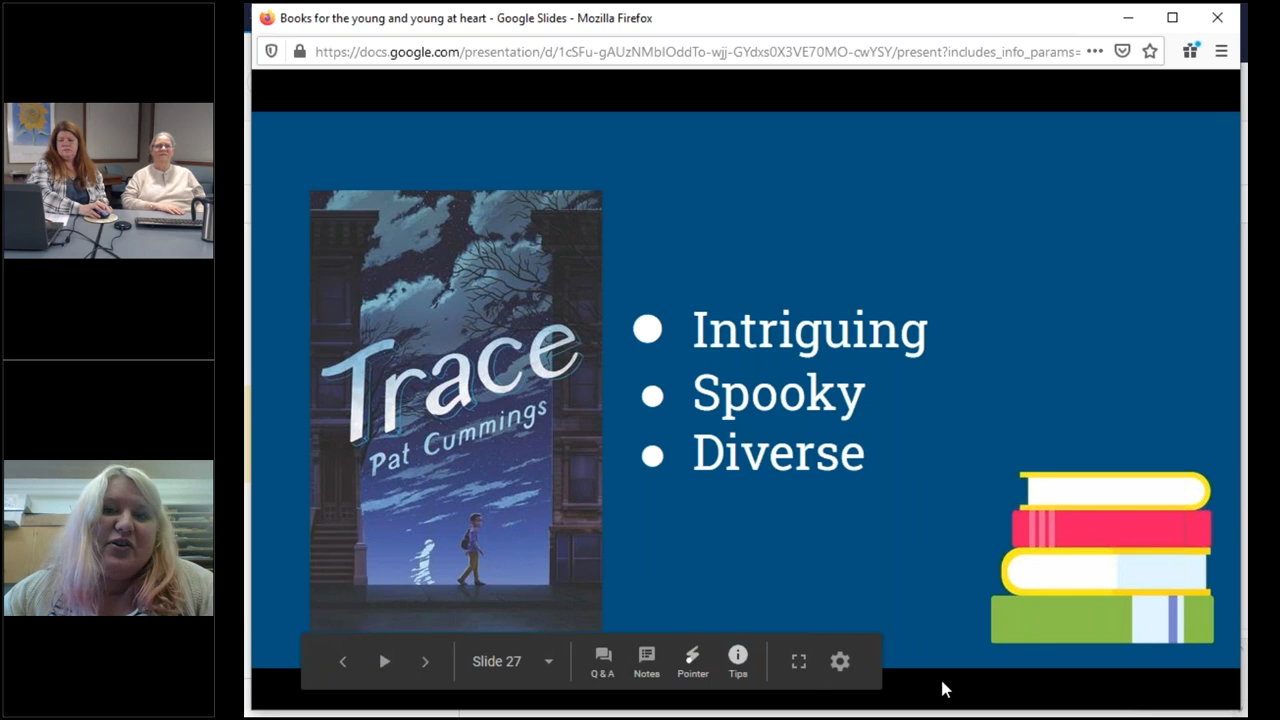 Books for the young and young at heart - Google Slides - Mozilla Firefox
https://docs.google.com/presentation/d/1cSFu-gAUzNMbIOddTo-wjj-GYdxs0X3VE70MO-cwYSY/present?includes_info_params=
Trace
Pat Cummings
● Intriguing
● Spooky
● Diverse
Slide 27
Q & A
Notes
Pointer
Tips